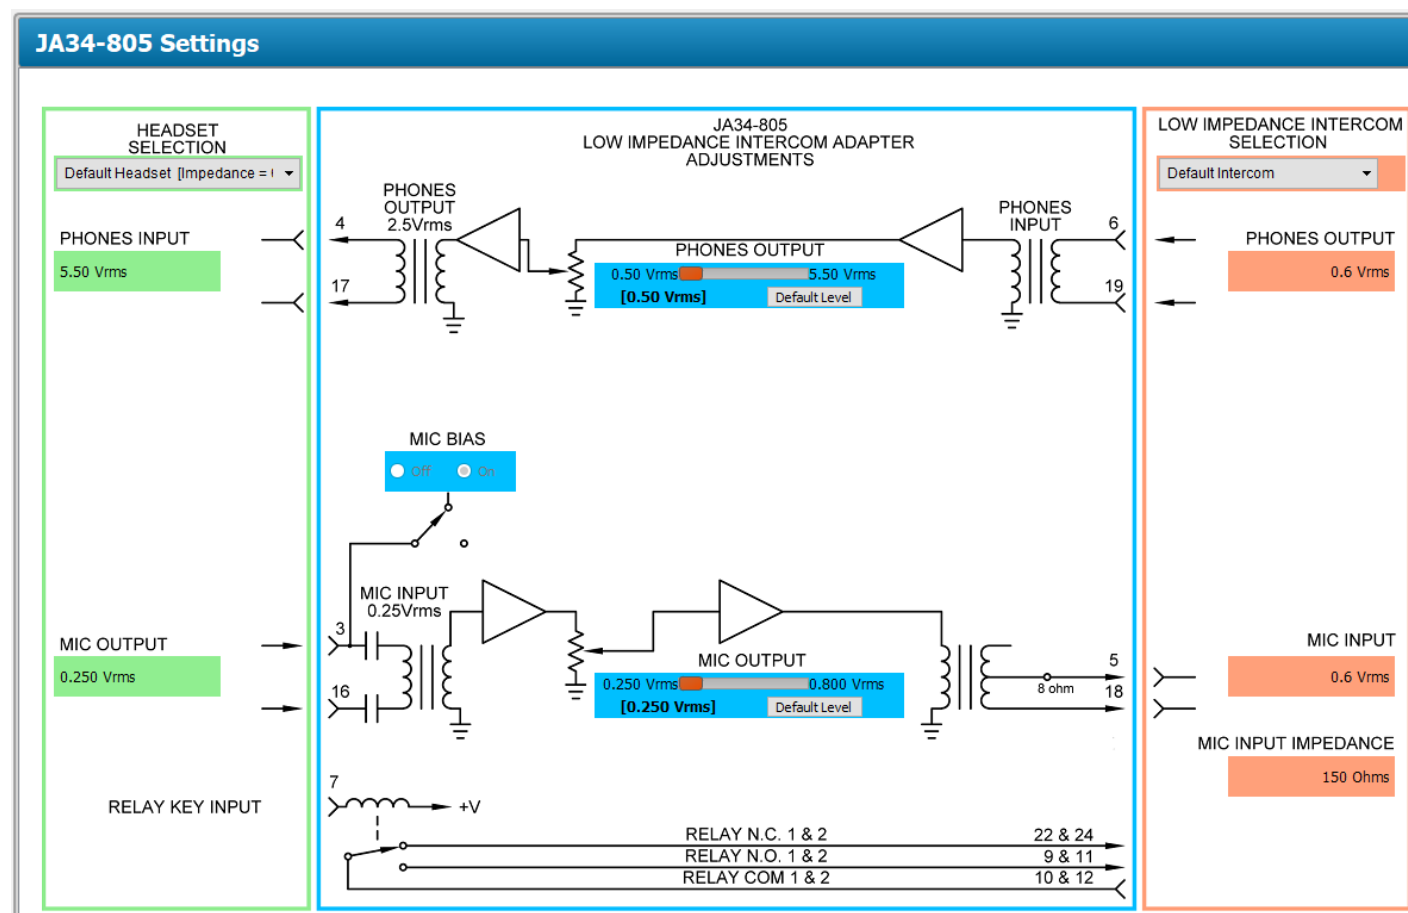 JA34-805 Settings
HEADSET
SELECTION
Default Headset [Impedance = (
PHONES INPUT
5.50 Vrms
MIC OUTPUT
0.250 Vrms
RELAY KEY INPUT
JA34-805
LOW IMPEDANCE INTERCOM ADAPTER
ADJUSTMENTS
PHONES
OUTPUT
2.5Vrms
4
17
PHONES OUTPUT
0.50 Vrms 5.50 Vrms
[0.50 Vrms] Default Level
PHONES
INPUT
6
19
MIC BIAS
Off On
MIC INPUT
0.25Vrms
3
16
MIC OUTPUT
0.250 Vrms 0.800 Vrms
[0.250 Vrms] Default Level
8 ohm
5
18
7
+V
RELAY N.C. 1 & 2 22 & 24
RELAY N.O. 1 & 2 9 & 11
RELAY COM 1 & 2 10 & 12
LOW IMPEDANCE INTERCOM
SELECTION
Default Intercom
PHONES OUTPUT
0.6 Vrms
MIC INPUT
0.6 Vrms
MIC INPUT IMPEDANCE
150 Ohms